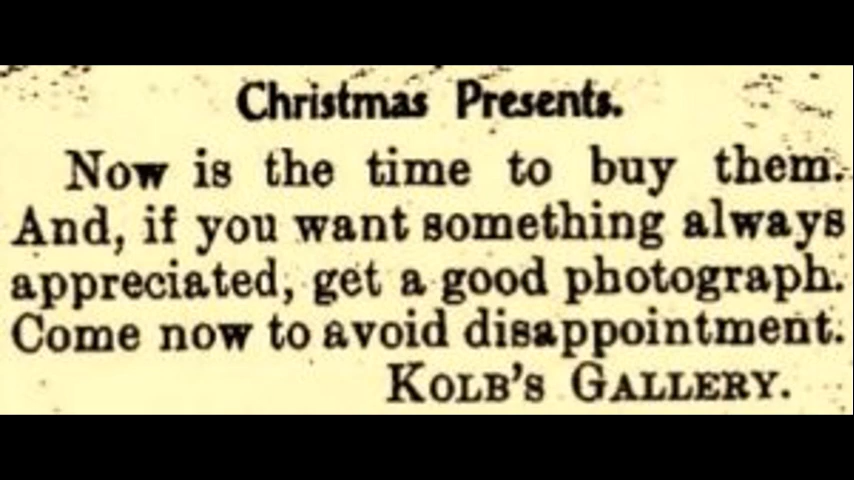 Christmas Presents.
Now is the time to buy them.
And, if you want something always
appreciated, get a good photograph.
Come now to avoid disappointment.
KOLB'S GALLERY.